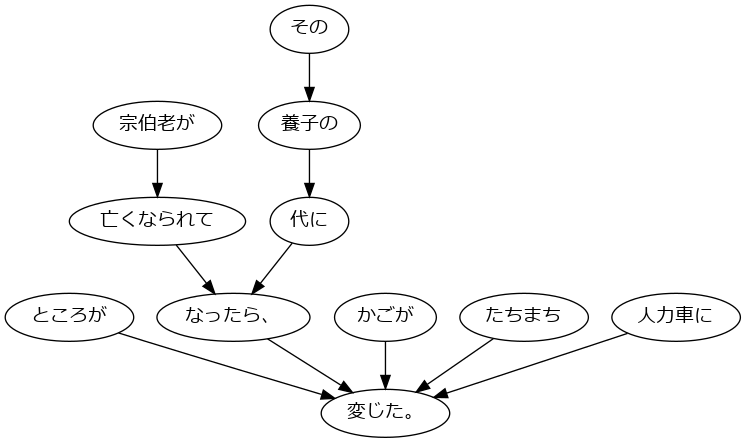 その
宗伯老が
養子の
亡くなられて
代に
ところが
なったら、
かごが
たちまち
人力車に
変じた。